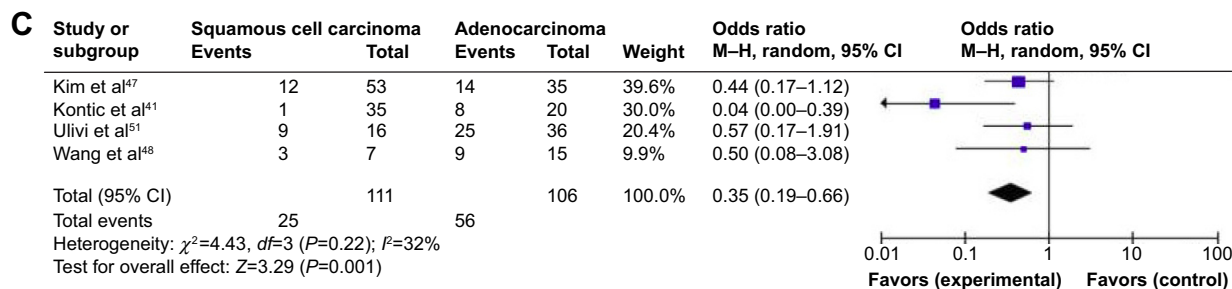 C
Study or subgroup Squamous cell carcinoma Events Total Adenocarcinoma Events Total Weight Odds ratio M–H, random, 95% CI Odds ratio M–H, random, 95% CI
Kim et al47 12 53 14 35 39.6% 0.44 (0.17–1.12)
Kontic et al41 1 35 8 20 30.0% 0.04 (0.00–0.39)
Ulivi et al51 9 16 25 36 20.4% 0.57 (0.17–1.91)
Wang et al48 3 7 9 15 9.9% 0.50 (0.08–3.08)
Total (95% CI) 111 106 100.0% 0.35 (0.19–0.66)
Total events 25 56
Heterogeneity: χ2=4.43, df=3 (P=0.22); I2=32%
Test for overall effect: Z=3.29 (P=0.001)
0.01 0.1 1 10 100
Favors (experimental) Favors (control)